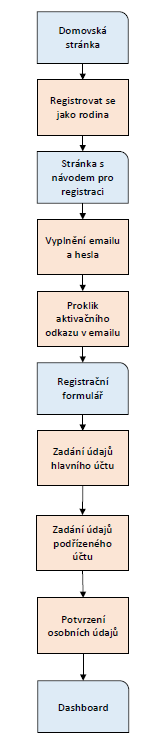 Domovská
stránka
Registrovat se
jako rodina
Stránka s
návodem pro
registraci
Vyplnění emailu
a hesla
Proklik
aktivačního
odkazu v emailu
Registrační
formulář
Zadání údajů
hlavního účtu
Zadání údajů
podřízeného
účtu
Potvrzení
osobních údajů
Dashboard